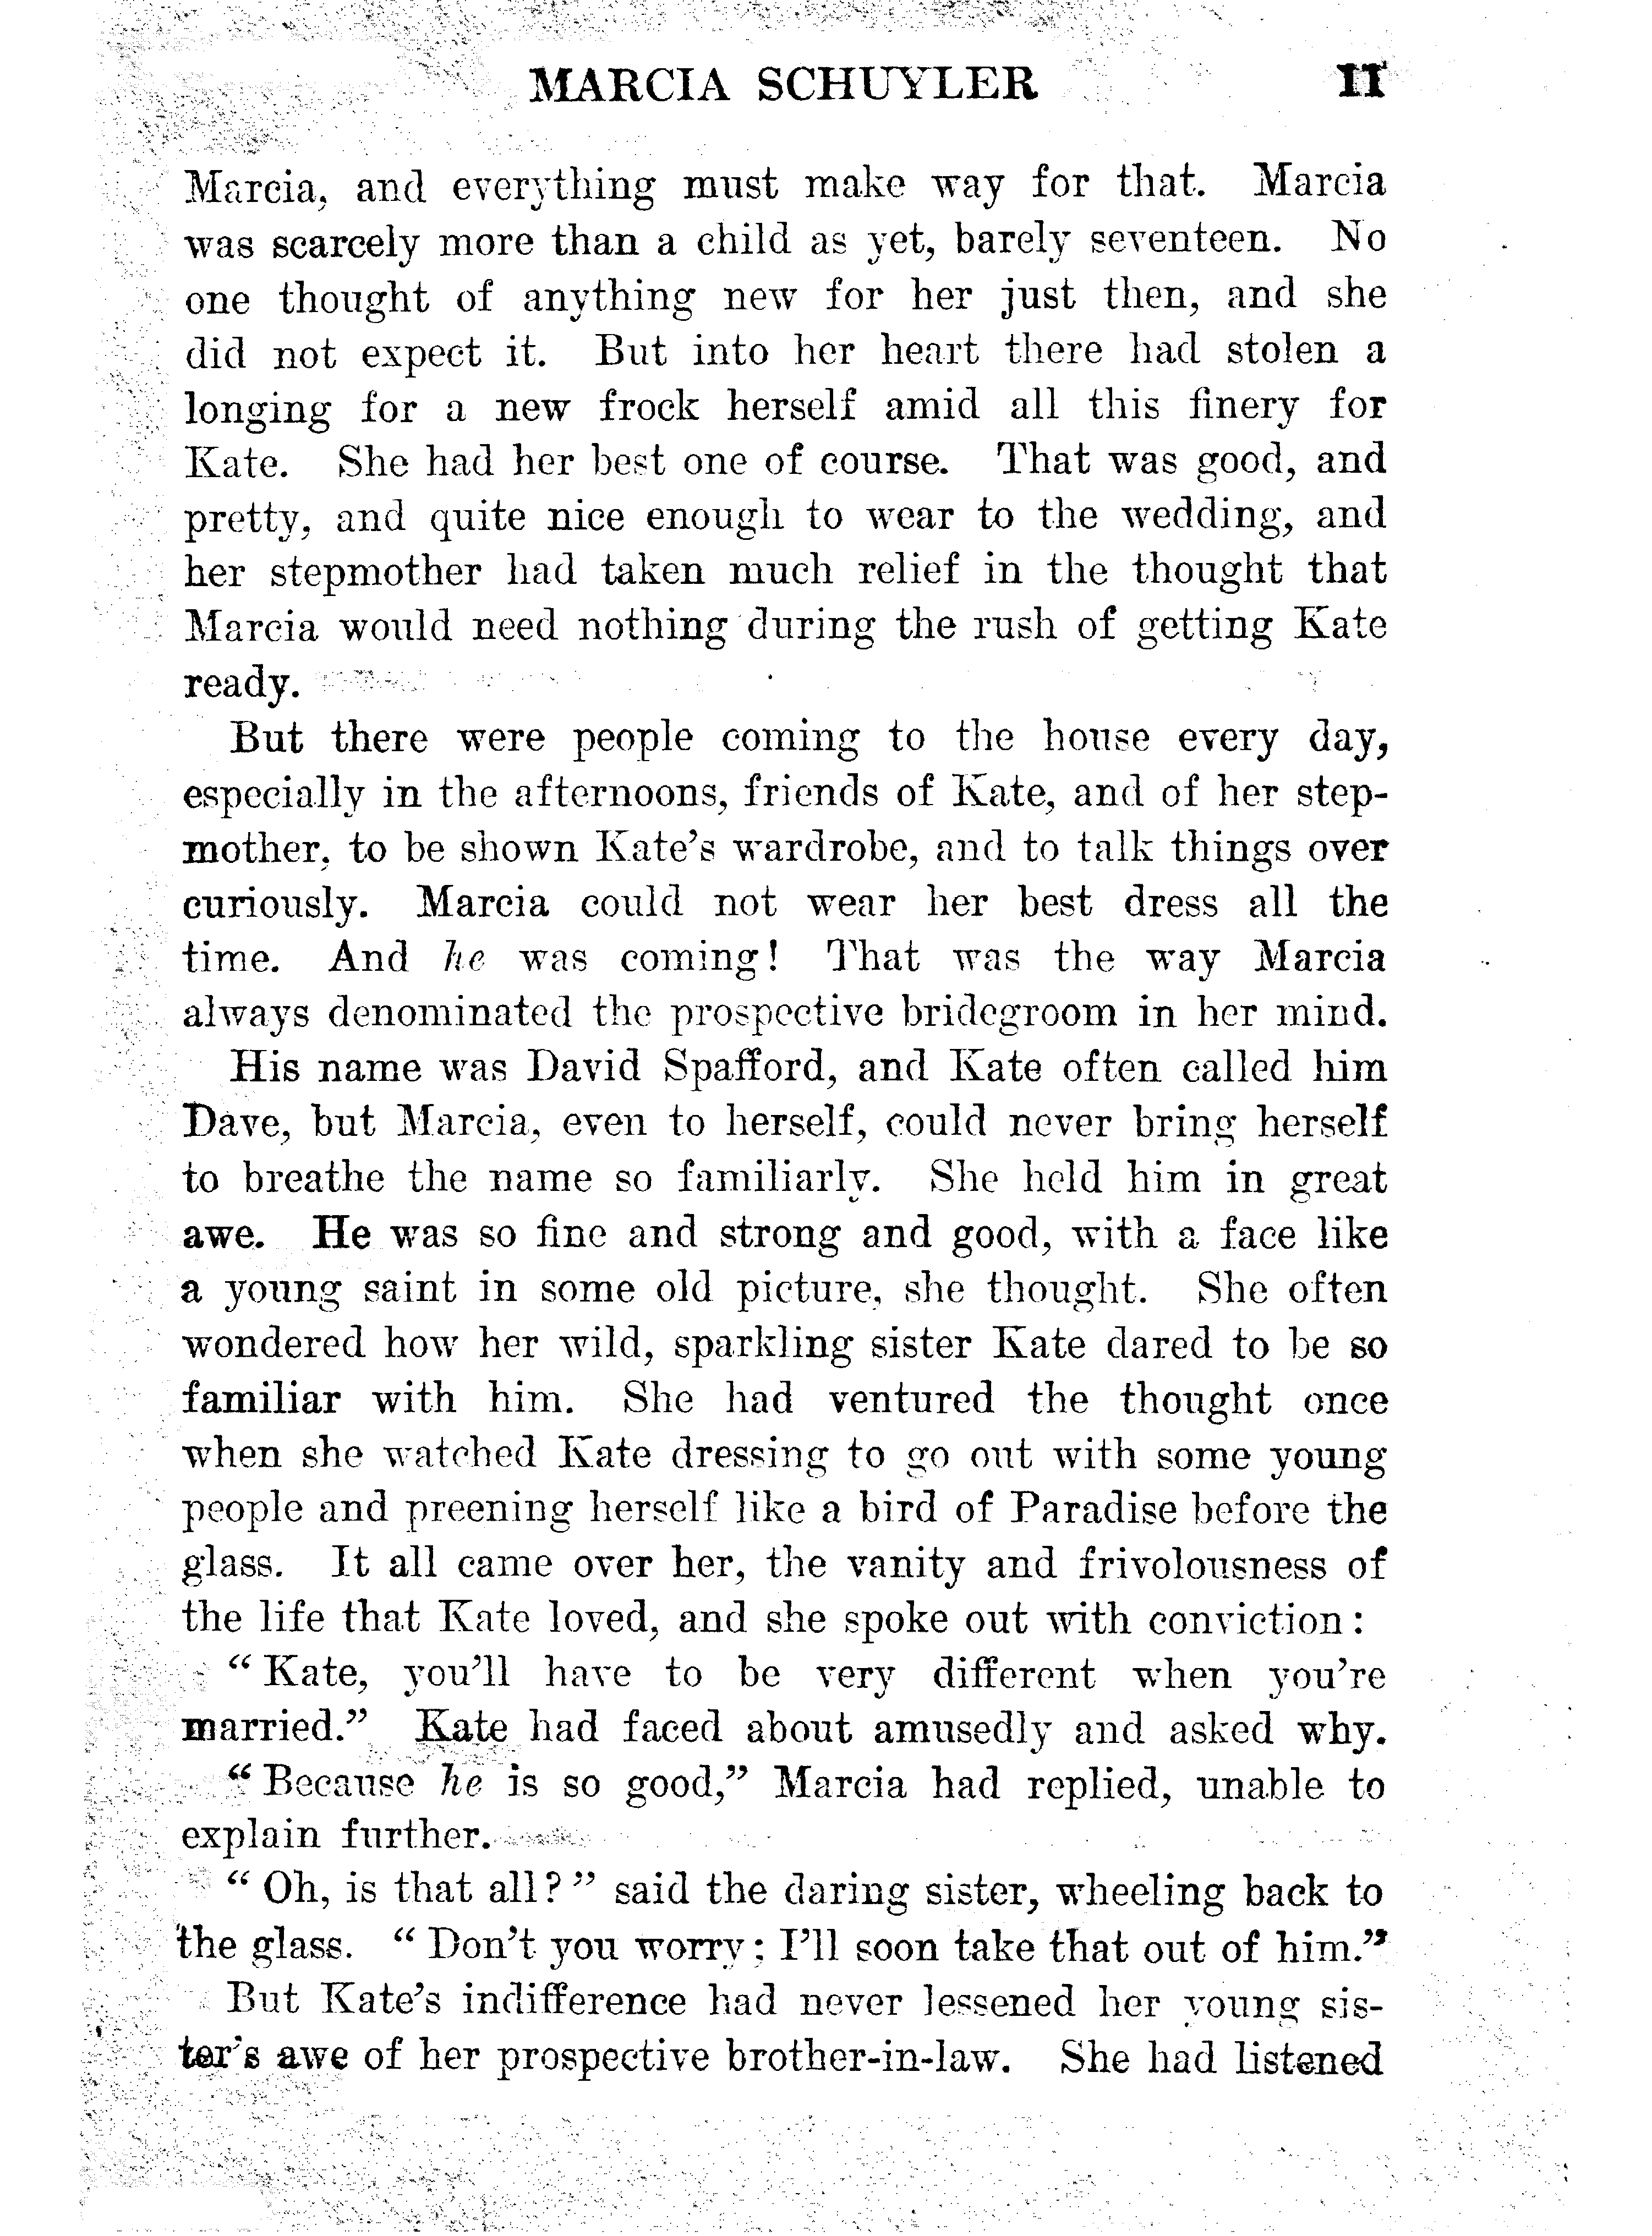 MARCIA SCHUYLER 11
Marcia, and everything must make way for that. Marcia
was scarcely more than a child as yet, barely seventeen. No
one thought of anything new for her just then, and she
did not expect it. But into her heart there had stolen a
longing for a new frock herself amid all this finery for
Kate. She had her best one of course. That was good, and
pretty, and quite nice enough to wear to the wedding, and
her stepmother had taken much relief in the thought that
Marcia would need nothing during the rush of getting Kate
ready.
But there were people coming to the house every day,
especially in the afternoons, friends of Kate, and of her step-
mother, to be shown Kate's wardrobe, and to talk things over
curiously. Marcia could not wear her best dress all the
time. And he was coming! That was the way Marcia
always denominated the prospective bridegroom in her mind.
His name was David Spafford, and Kate often called him
Dave, but Marcia, even to herself, could never bring herself
to breathe the name so familiarly. She held him in great
awe. He was so fine and strong and good, with a face like
a young saint in some old picture, she thought. She often
wondered how her wild, sparkling sister Kate dared to be so
familiar with him. She had ventured the thought once
when she watched Kate dressing to go out with some young
people and preening herself like a bird of Paradise before the
glass. It all came over her, the vanity and frivolousness of
the life that Kate loved, and she spoke out with conviction:
"Kate, you'll have to be very different when you're
married." Kate had faced about amusedly and asked why.
"Because he is so good," Marcia had replied, unable to
explain further.
"Oh, is that all?" said the daring sister, wheeling back to
the glass. "Don't you worry; I'll soon take that out of him."
But Kate's indifference had never lessened her young sis-
ter's awe of her prospective brother-in-law. She had listened